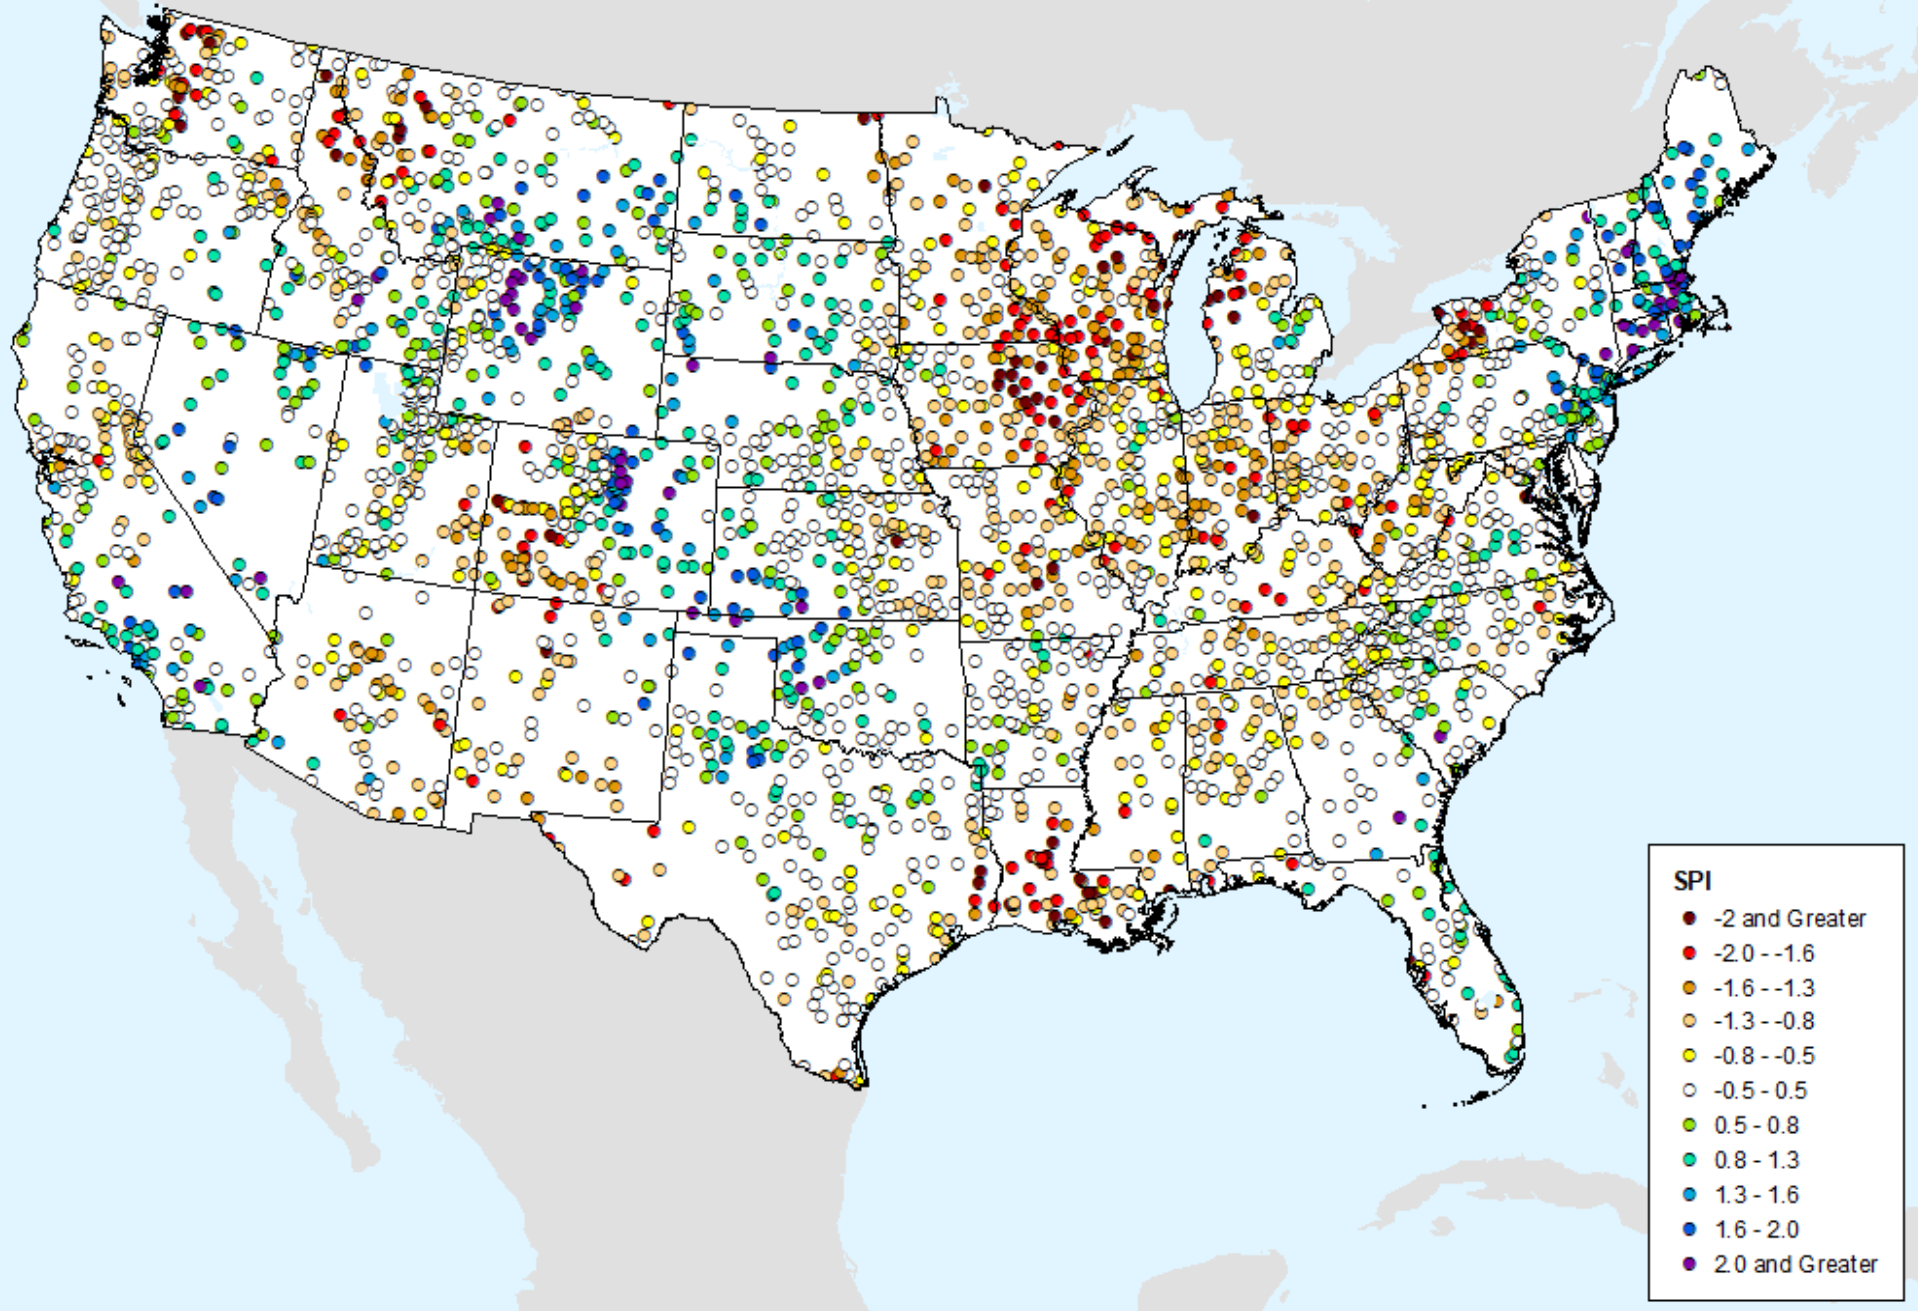 SPI
-2 and Greater
-2.0 - -1.6
-1.6 - -1.3
-1.3 - -0.8
-0.8 - -0.5
-0.5 - 0.5
0.5 - 0.8
0.8 - 1.3
1.3 - 1.6
1.6 - 2.0
2.0 and Greater